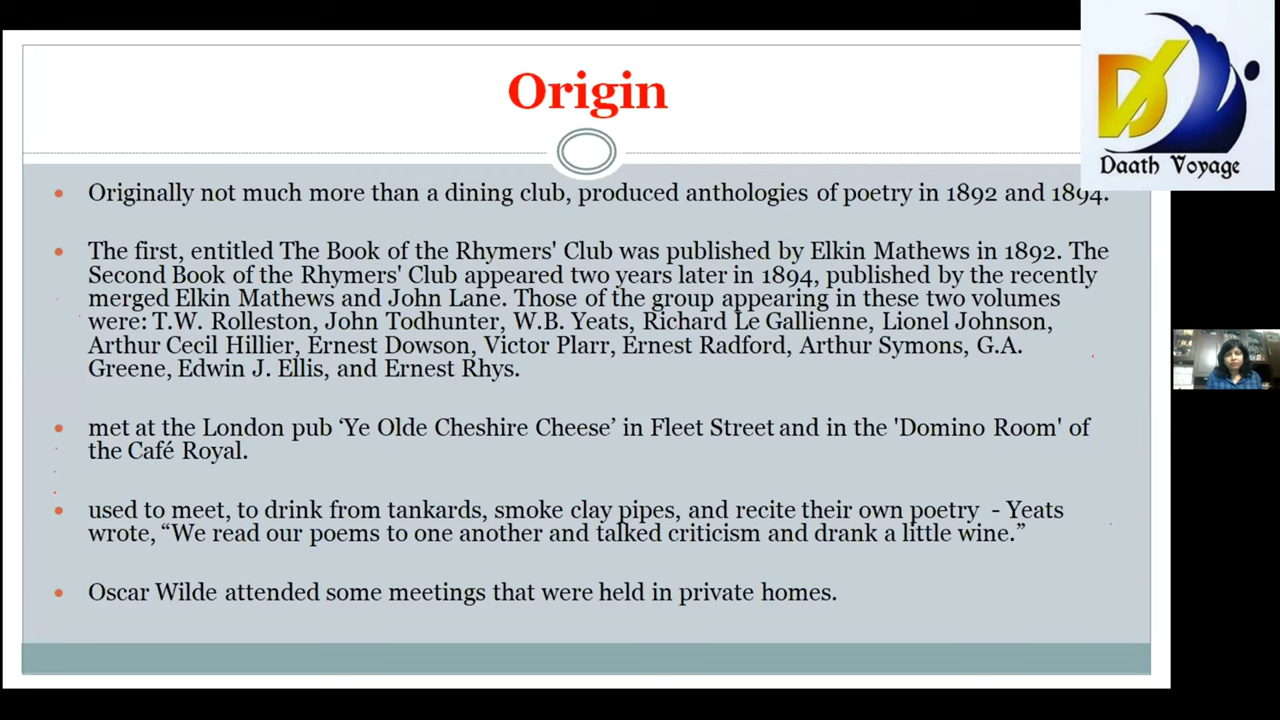 Origin
Daath Voyage
Originally not much more than a dining club, produced anthologies of poetry in 1892 and 1894.
The first, entitled The Book of the Rhymers' Club was published by Elkin Mathews in 1892. The
Second Book of the Rhymers' Club appeared two years later in 1894, published by the recently
merged Elkin Mathews and John Lane. Those of the group appearing in these two volumes
were: T.W. Rolleston, John Todhunter, W.B. Yeats, Richard Le Gallienne, Lionel Johnson,
Arthur Cecil Hillier, Ernest Dowson, Victor Plarr, Ernest Radford, Arthur Symons, G.A.
Greene, Edwin J. Ellis, and Ernest Rhys.
met at the London pub ‘Ye Olde Cheshire Cheese’ in Fleet Street and in the 'Domino Room' of
the Café Royal.
used to meet, to drink from tankards, smoke clay pipes, and recite their own poetry - Yeats
wrote, “We read our poems to one another and talked criticism and drank a little wine.”
Oscar Wilde attended some meetings that were held in private homes.